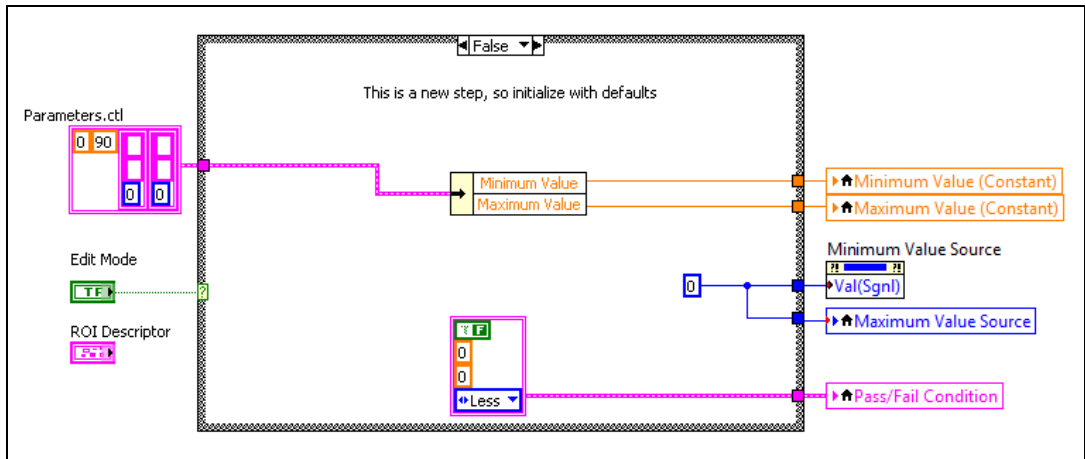 False
This is a new step, so initialize with defaults
Parameters.ctl
0 90
0 0
Minimum Value
Maximum Value
Minimum Value (Constant)
Maximum Value (Constant)
Edit Mode
TF
?
Minimum Value Source
?! ?!
0
Val(Sgnl)
ROI Descriptor
Maximum Value Source
F
0
0
Less
Pass/Fail Condition